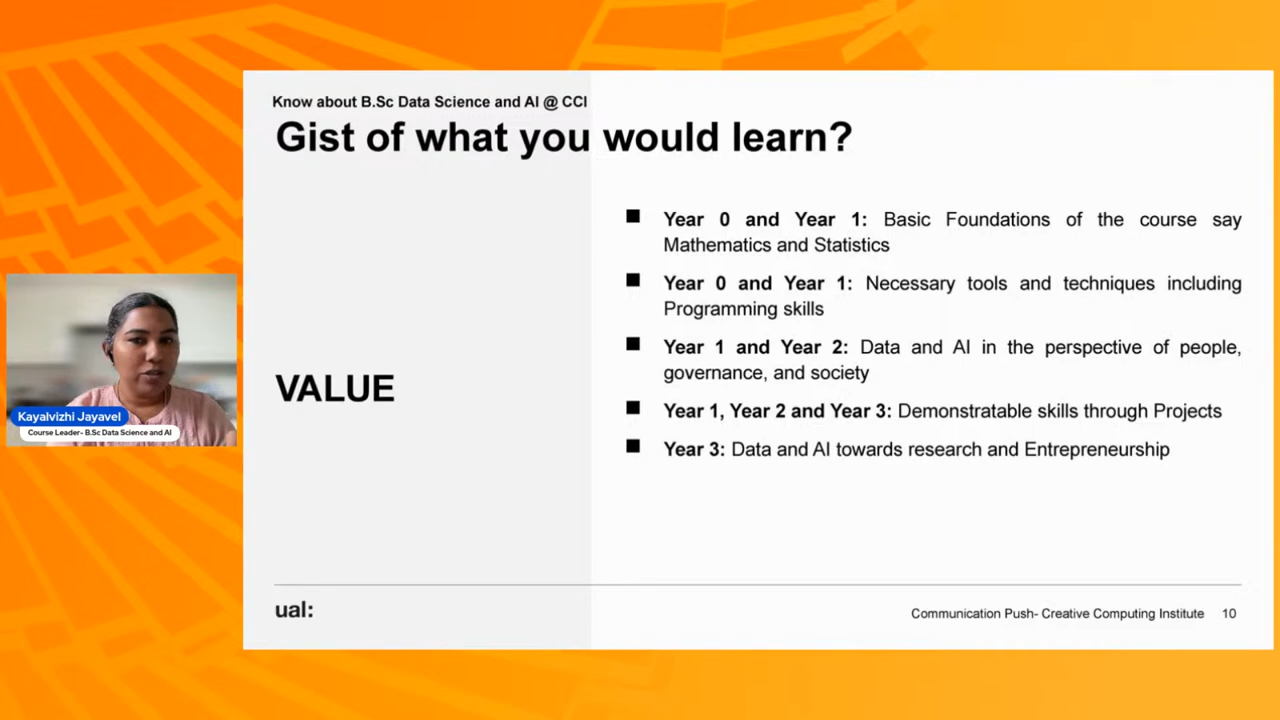 Know about B.Sc Data Science and AI @ CCI
Gist of what you would learn?
VALUE
■ Year 0 and Year 1: Basic Foundations of the course say
Mathematics and Statistics
■ Year 0 and Year 1: Necessary tools and techniques including
Programming skills
■ Year 1 and Year 2: Data and AI in the perspective of people,
governance, and society
■ Year 1, Year 2 and Year 3: Demonstratable skills through Projects
■ Year 3: Data and AI towards research and Entrepreneurship
Kayalvizhi Jayavel
Course Leader- B.Sc Data Science and AI
ual:
Communication Push- Creative Computing Institute 10